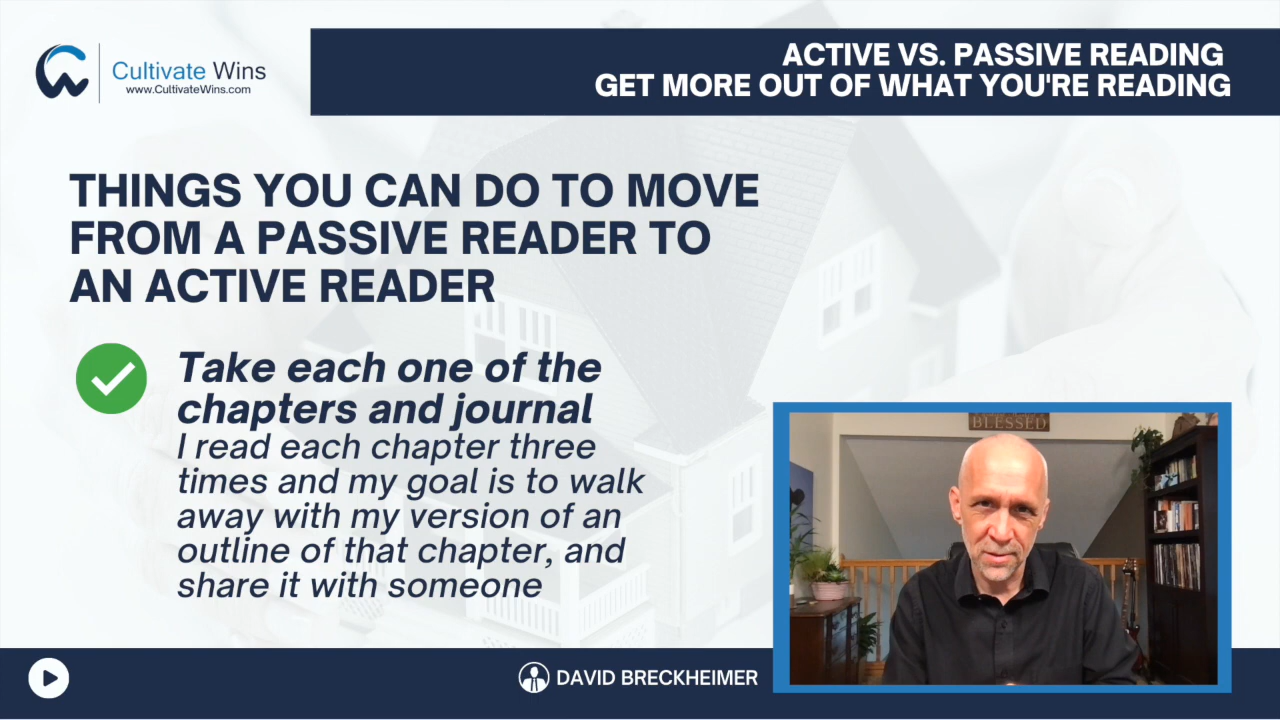 Cultivate Wins
www.CultivateWins.com
ACTIVE VS. PASSIVE READING
GET MORE OUT OF WHAT YOU'RE READING
THINGS YOU CAN DO TO MOVE
FROM A PASSIVE READER TO
AN ACTIVE READER
Take each one of the
chapters and journal
I read each chapter three
times and my goal is to walk
away with my version of an
outline of that chapter, and
share it with someone
BLESSED
DAVID BRECKHEIMER